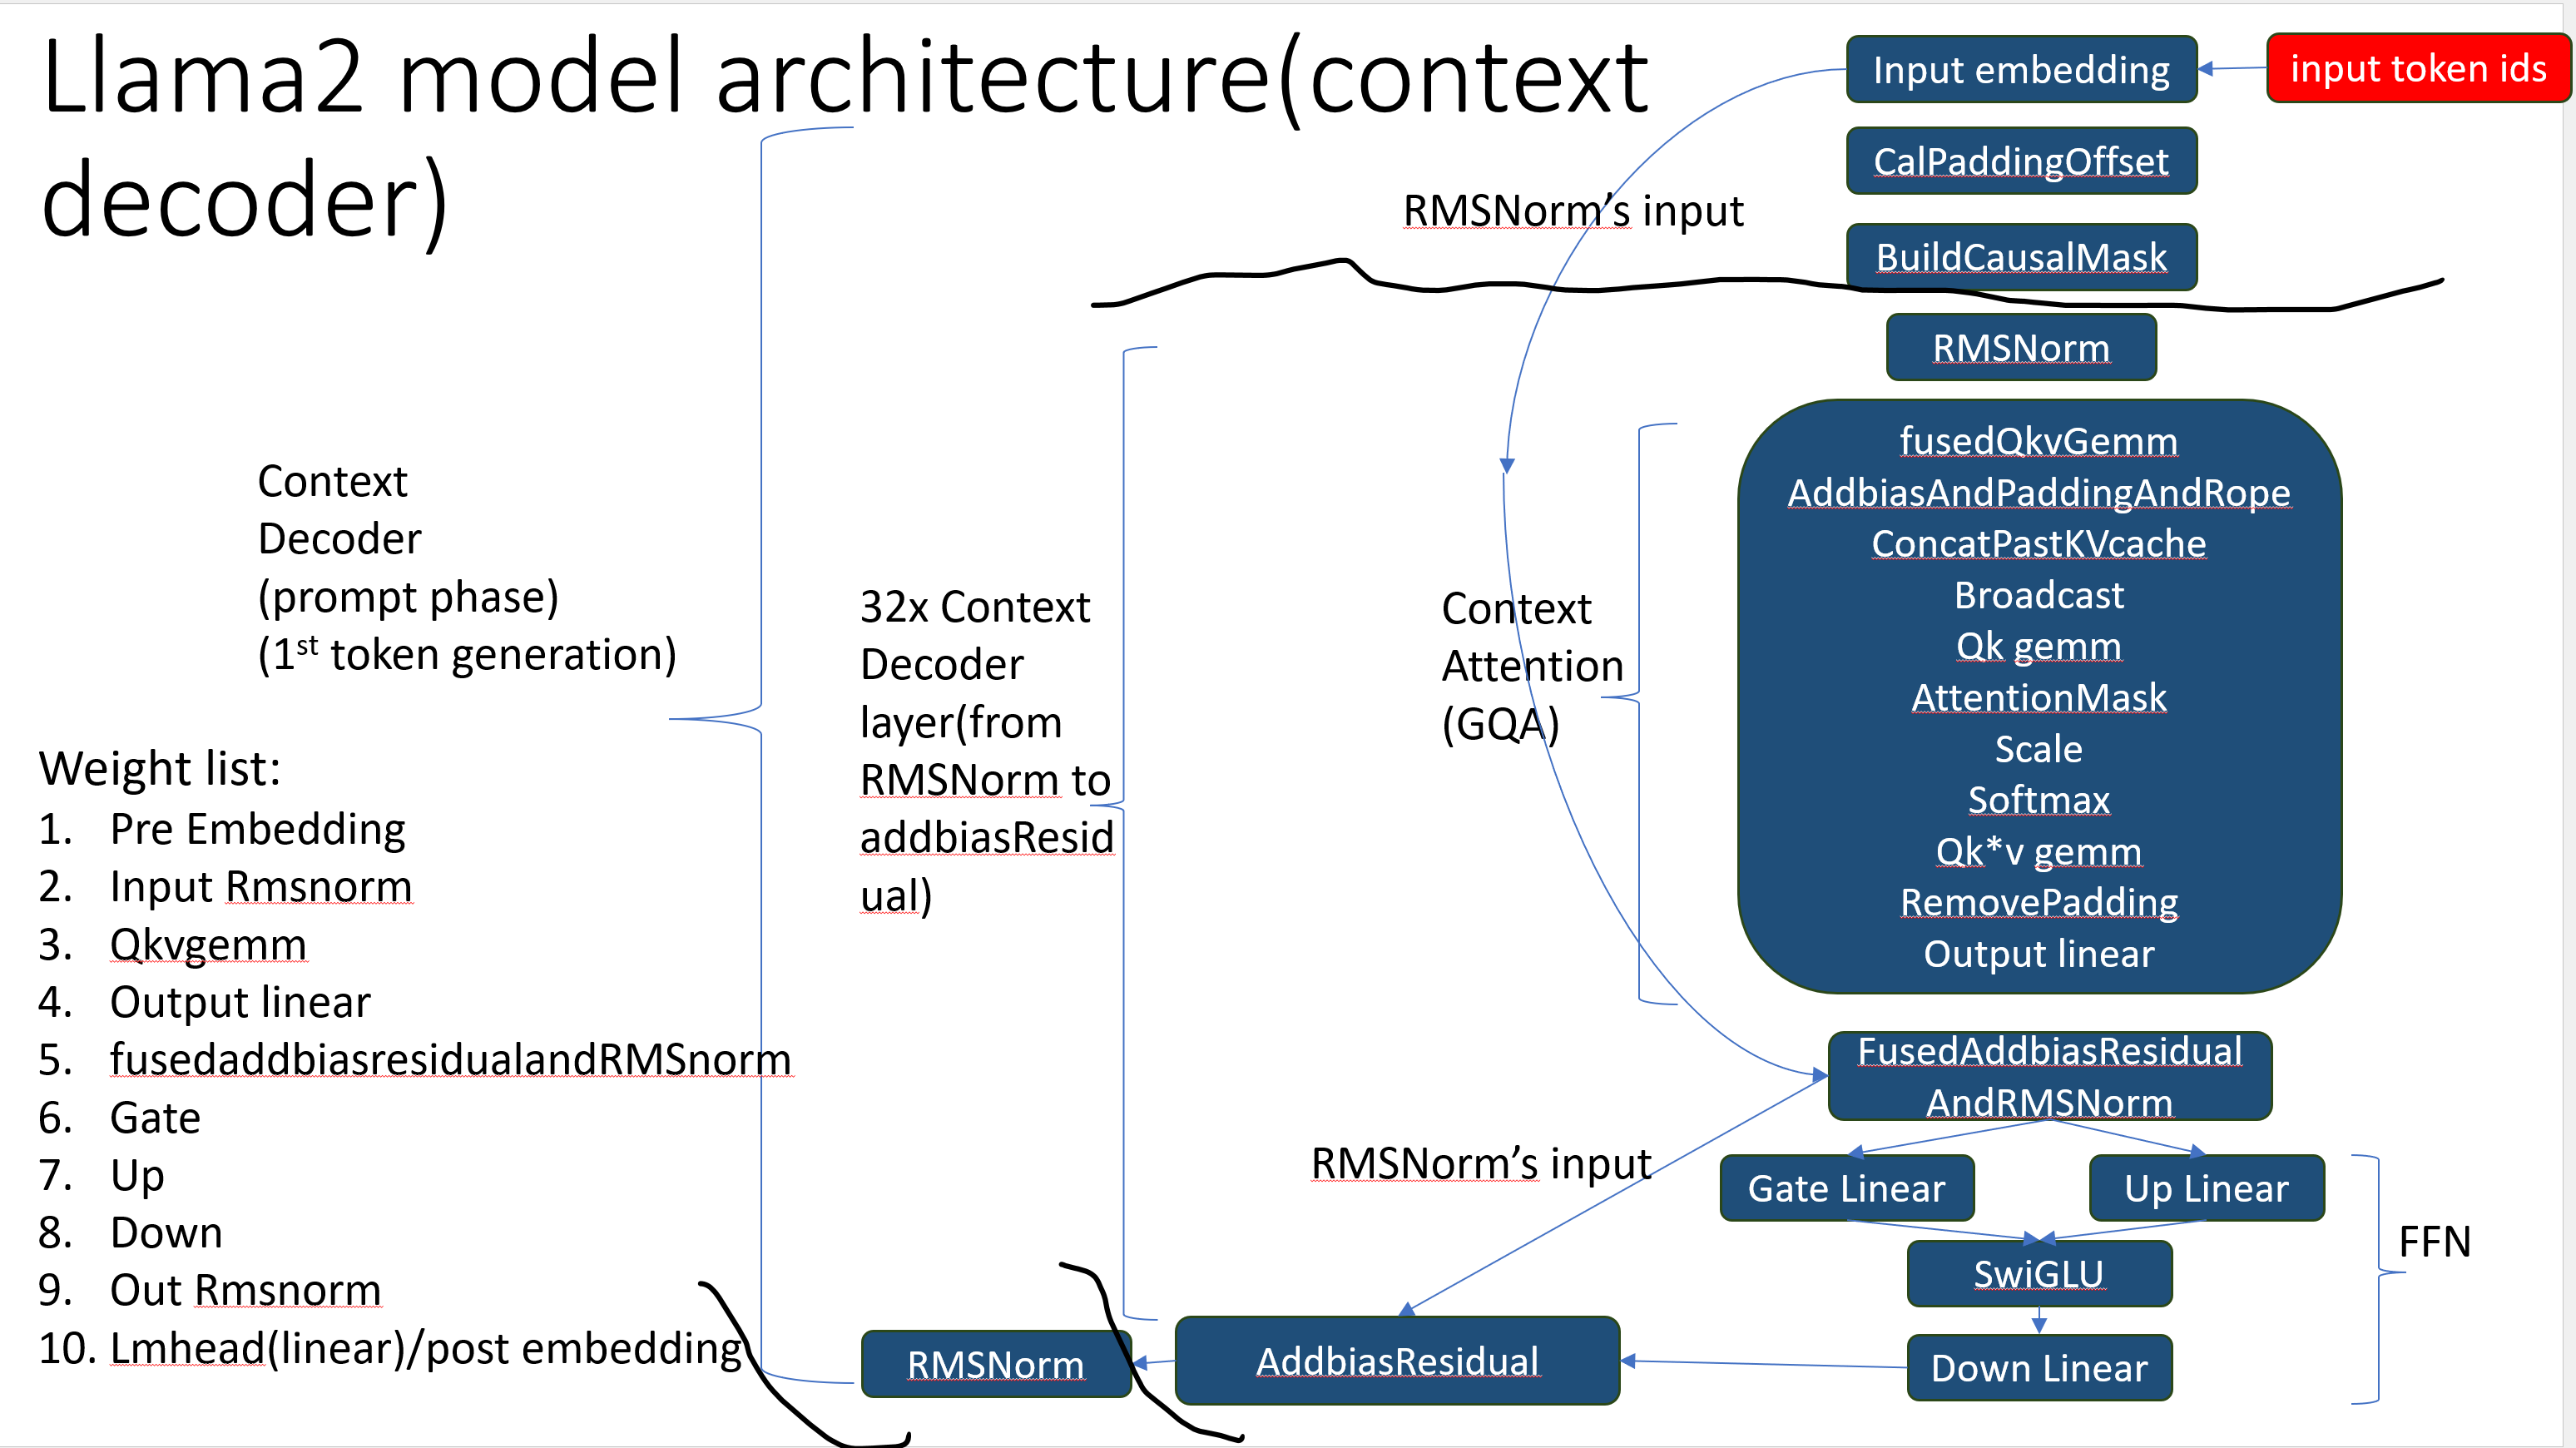 Llama2 model architecture(context
decoder)
Input embedding
input token ids
CalPaddingOffset
RMSNorm’s input
BuildCausalMask
RMSNorm
fusedQkvGemm
AddbiasAndPaddingAndRope
ConcatPastKVcache
Broadcast
Qk gemm
AttentionMask
Scale
Softmax
Qk*v gemm
RemovePadding
Output linear
Context
Attention
(GQA)
Context
Decoder
(prompt phase)
(1st token generation)
32x Context
Decoder
layer(from
RMSNorm to
addbiasResid
ual)
Weight list:
1. Pre Embedding
2. Input Rmsnorm
3. Qkvgemm
4. Output linear
5. fusedaddbiasresidualandRMSnorm
6. Gate
7. Up
8. Down
9. Out Rmsnorm
10. Lmhead(linear)/post embedding
FusedAddbiasResidual
AndRMSNorm
RMSNorm’s input
Gate Linear
Up Linear
FFN
SwiGLU
Down Linear
AddbiasResidual
RMSNorm